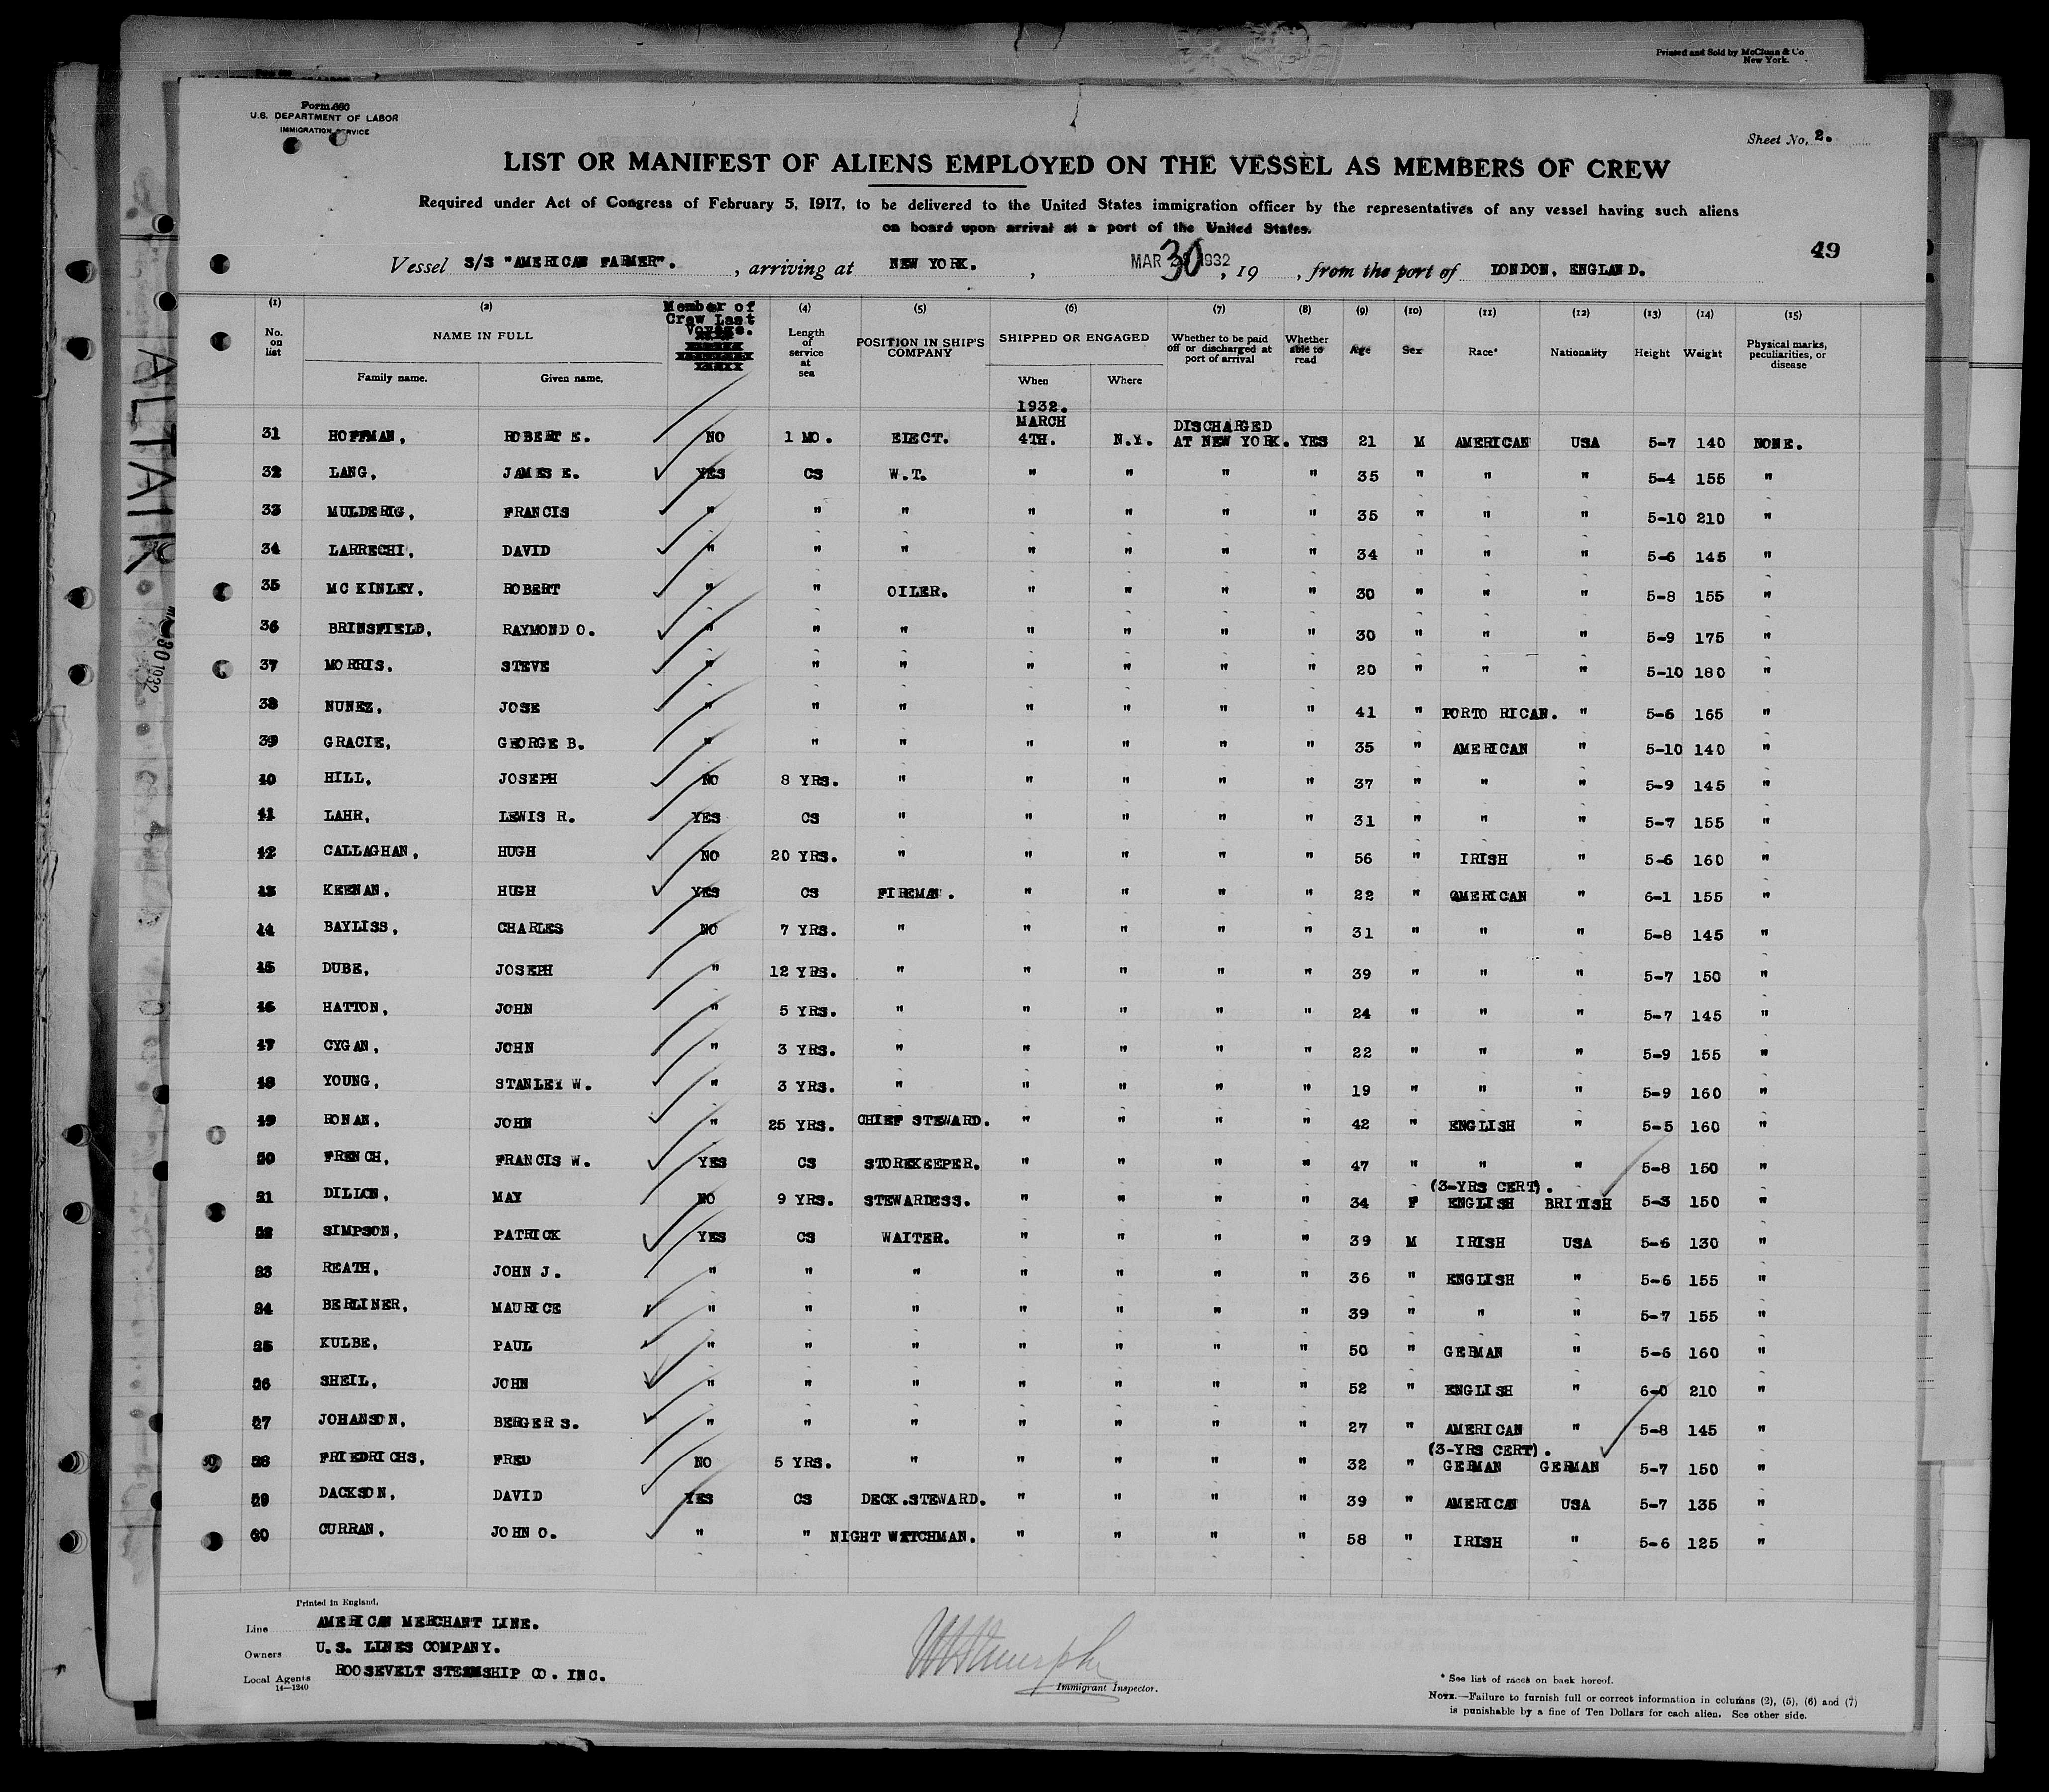 Printed and Sold by McClunn & Co
New York.
Form 680
U.S. DEPARTMENT OF LABOR
IMMIGRATION SERVICE
Sheet No. 2.
LIST OR MANIFEST OF ALIENS EMPLOYED ON THE VESSEL AS MEMBERS OF CREW
Required under Act of Congress of February 5, 1917, to be delivered to the United States immigration officer by the representatives of any vessel having such aliens
on board upon arrival at a port of the United States.
49
Vessel S/S "AMERICAN FARMER". , arriving at NEW YORK. , MAR 30 1932 , 19 , from the port of LONDON, ENGLAND.
(1) No. on list (2) NAME IN FULL Family name. Given name. Member of Crew Last Voyage. (4) Length of service at sea (5) POSITION IN SHIP'S COMPANY (6) SHIPPED OR ENGAGED When Where (7) Whether to be paid off or discharged at port of arrival (8) Whether able to read (9) Age (10) Sex (11) Race* (12) Nationality (13) Height (14) Weight (15) Physical marks, peculiarities, or disease
1932.
MARCH DISCHARGED
31 HOFFMAN, ROBERT E. NO 1 MO. ELECT. 4TH. N.Y. AT NEW YORK. YES 21 M AMERICAN USA 5-7 140 NONE.
32 LANG, JAMES E. YES CS W.T. " " " " 35 " " " 5-4 155 "
33 MULDERIG, FRANCIS " " " " " " " 35 " " " 5-10 210 "
34 LARRECHI, DAVID " " " " " " " 34 " " " 5-6 145 "
35 MC KINLEY, ROBERT " " OILER. " " " " 30 " " " 5-8 155 "
36 BRINSFIELD, RAYMOND O. " " " " " " " 30 " " " 5-9 175 "
37 MORRIS, STEVE " " " " " " " 20 " " " 5-10 180 "
38 NUNEZ, JOSE " " " " " " " 41 " PORTO RICAN. " 5-6 165 "
39 GRACIE, GEORGE B. " " " " " " " 35 " AMERICAN " 5-10 140 "
40 HILL, JOSEPH NO 8 YRS. " " " " " 37 " " " 5-9 145 "
41 LAHR, LEWIS R. YES CS " " " " " 31 " " " 5-7 155 "
42 CALLAGHAN, HUGH NO 20 YRS. " " " " " 56 " IRISH " 5-6 160 "
43 KEENAN, HUGH YES CS FIREMAN. " " " " 22 " AMERICAN " 6-1 155 "
44 BAYLISS, CHARLES NO 7 YRS. " " " " " 31 " " " 5-8 145 "
45 DUBE, JOSEPH " 12 YRS. " " " " " 39 " " " 5-7 150 "
46 HATTON, JOHN " 5 YRS. " " " " " 24 " " " 5-7 145 "
47 CYGAN, JOHN " 3 YRS. " " " " " 22 " " " 5-9 155 "
48 YOUNG, STANLEY W. " 3 YRS. " " " " " 19 " " " 5-9 160 "
49 RONAN, JOHN " 25 YRS. CHIEF STEWARD. " " " " 42 " ENGLISH " 5-5 160 "
50 FRENCH, FRANCIS W. YES CS STOREKEEPER. " " " " 47 " " " 5-8 150 "
(3-YRS CERT).
51 DILLON, MAY NO 9 YRS. STEWARDESS. " " " " 34 F ENGLISH BRITISH 5-3 150 "
52 SIMPSON, PATRICK YES CS WAITER. " " " " 39 M IRISH USA 5-6 130 "
53 REATH, JOHN J. " " " " " " " 36 " ENGLISH " 5-6 155 "
54 BERLINER, MAURICE " " " " " " " 39 " " " 5-7 155 "
55 KULBE, PAUL " " " " " " " 50 " GERMAN " 5-6 160 "
56 SHEIL, JOHN " " " " " " " 52 " ENGLISH " 6-0 210 "
57 JOHANSON, BERGER S. " " " " " " " 27 " AMERICAN " 5-8 145 "
(3-YRS CERT).
58 FRIEDRICHS, FRED NO 5 YRS. " " " " " 32 " GERMAN GERMAN 5-7 150 "
59 DACKSON, DAVID YES CS DECK.STEWARD. " " " " 39 " AMERICAN USA 5-7 135 "
60 CURRAN, JOHN O. " " NIGHT WATCHMAN. " " " " 58 " IRISH " 5-6 125 "
Printed in England.
Line AMERICAN MERCHANT LINE.
Owners U.S. LINES COMPANY.
Local Agents ROOSEVELT STEAMSHIP CO. INC.
14—1240
Immigrant Inspector.
* See list of races on back hereof.
NOTE.—Failure to furnish full or correct information in columns (2), (5), (6) and (7)
is punishable by a fine of Ten Dollars for each alien. See other side.
ALTAIR
30 1932